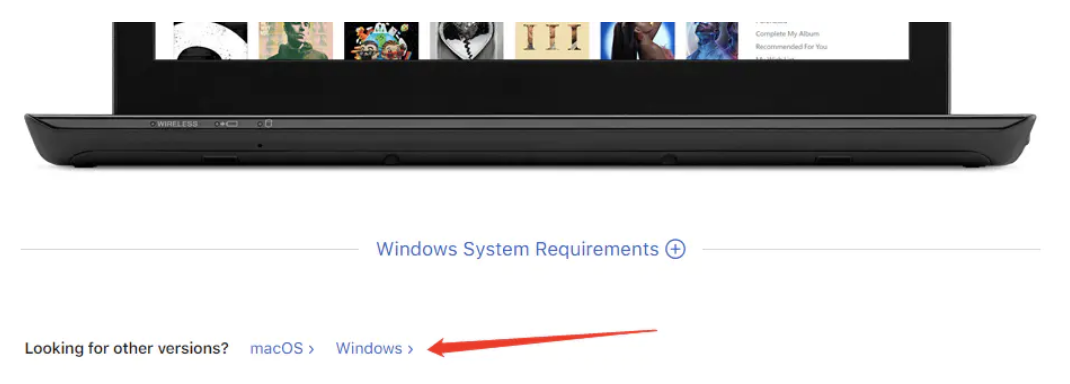 Complete My Album
Recommended For You
WIRELESS
Windows System Requirements
Looking for other versions? macOS › Windows ›